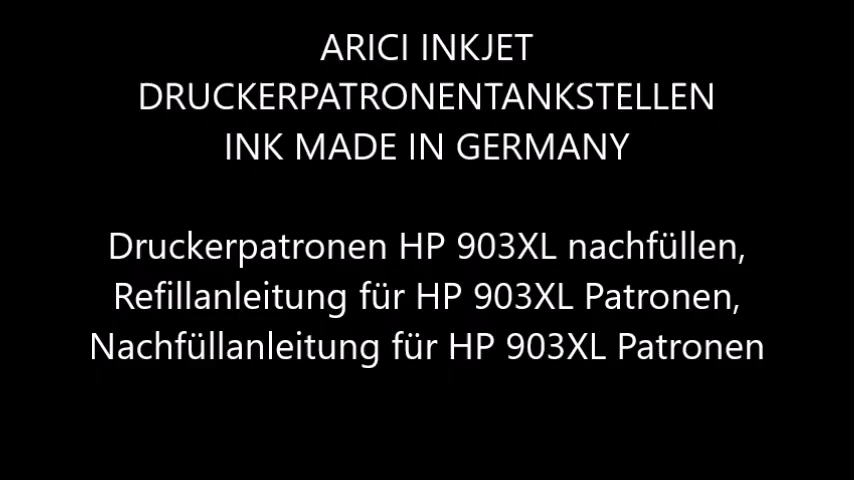 ARICI INKJET
DRUCKERPATRONENTANKSTELLEN
INK MADE IN GERMANY
Druckerpatronen HP 903XL nachfüllen,
Refillanleitung für HP 903XL Patronen,
Nachfüllanleitung für HP 903XL Patronen